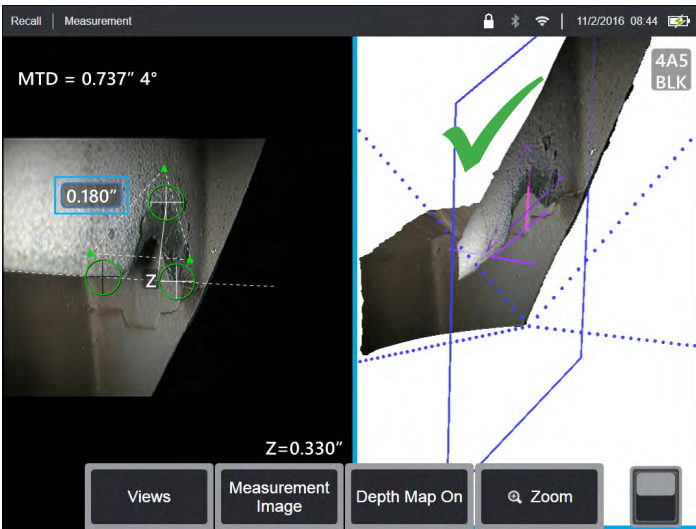 Recall | Measurement
11/2/2016 08:44
MTD = 0.737" 4°
4A5
BLK
0.180"
Z
Z=0.330"
Views
Measurement
Image
Depth Map On
Zoom